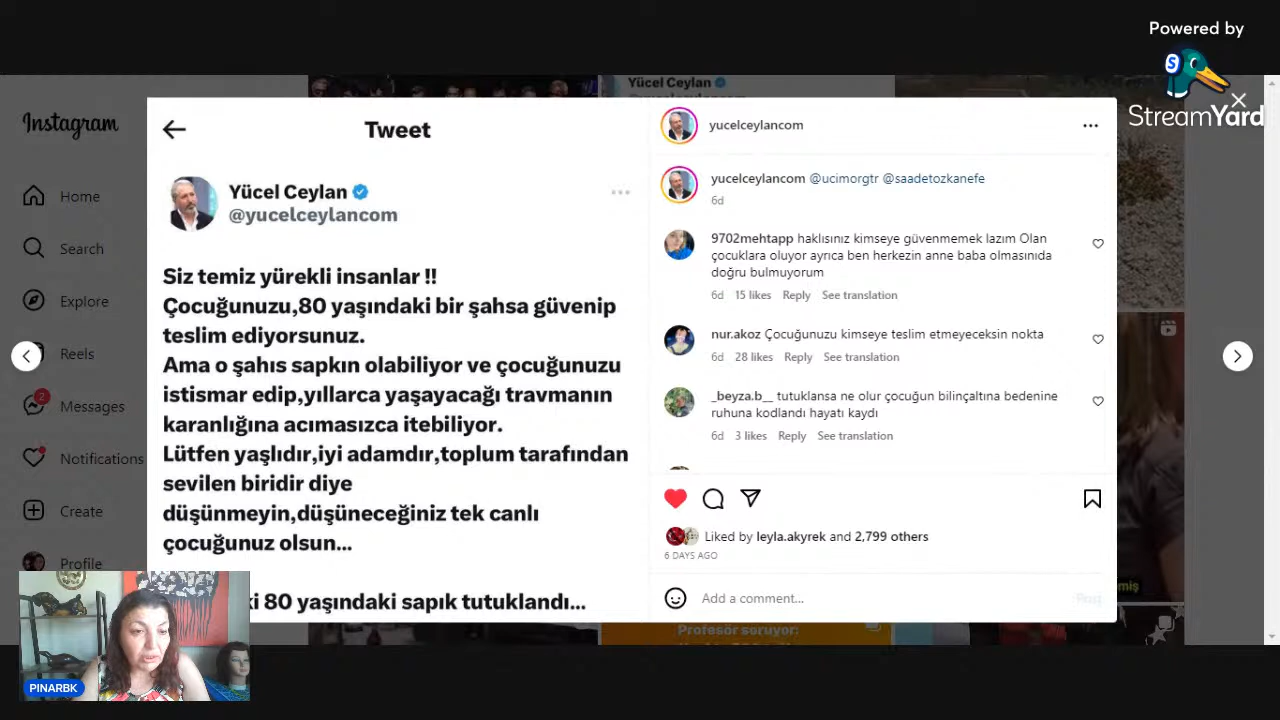 Powered by
StreamYard
Instagram
Home
Search
Explore
Reels
2
Messages
Notifications
Create
Profile
Yücel Ceylan
Tweet
Yücel Ceylan
@yucelceylancom
Siz temiz yürekli insanlar !!
Çocuğunuzu,80 yaşındaki bir şahsa güvenip
teslim ediyorsunuz.
Ama o şahıs sapkın olabiliyor ve çocuğunuzu
istismar edip,yıllarca yaşayacağı travmanın
karanlığına acımasızca itebiliyor.
Lütfen yaşlıdır,iyi adamdır,toplum tarafından
sevilen biridir diye
düşünmeyin,düşüneceğiniz tek canlı
çocuğunuz olsun...
80 yaşındaki sapık tutuklandı...
yucelceylancom
yucelceylancom @ucimorgtr @saadetozkanefe
6d
9702mehtapp haklısınız kimseye güvenmemek lazım Olan
çocuklara oluyor ayrıca ben herkezin anne baba olmasınıda
doğru bulmuyorum
6d 15 likes Reply See translation
nur.akoz Çocuğunuzu kimseye teslim etmeyeceksin nokta
6d 28 likes Reply See translation
_beyza.b__ tutuklansa ne olur çocuğun bilinçaltına bedenine
ruhuna kodlandı hayatı kaydı
6d 3 likes Reply See translation
Liked by leyla.akyrek and 2,799 others
6 DAYS AGO
Add a comment...
Post
Profesör soruyor:
PINARBK